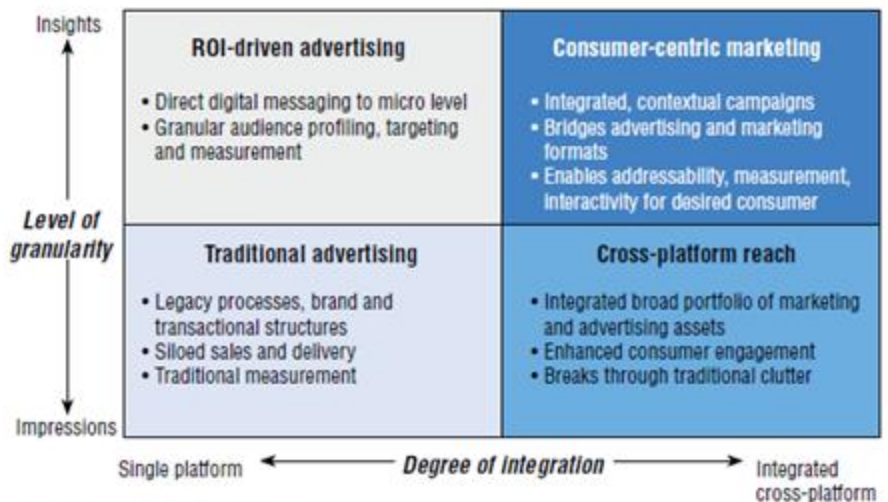 Insights
ROI-driven advertising
• Direct digital messaging to micro level
• Granular audience profiling, targeting
and measurement
Consumer-centric marketing
• Integrated, contextual campaigns
• Bridges advertising and marketing
formats
• Enables addressability, measurement,
interactivity for desired consumer
Level of
granularity
Traditional advertising
• Legacy processes, brand and
transactional structures
• Siloed sales and delivery
• Traditional measurement
Cross-platform reach
• Integrated broad portfolio of marketing
and advertising assets
• Enhanced consumer engagement
• Breaks through traditional clutter
Impressions
Single platform
Degree of integration
Integrated
cross-platform